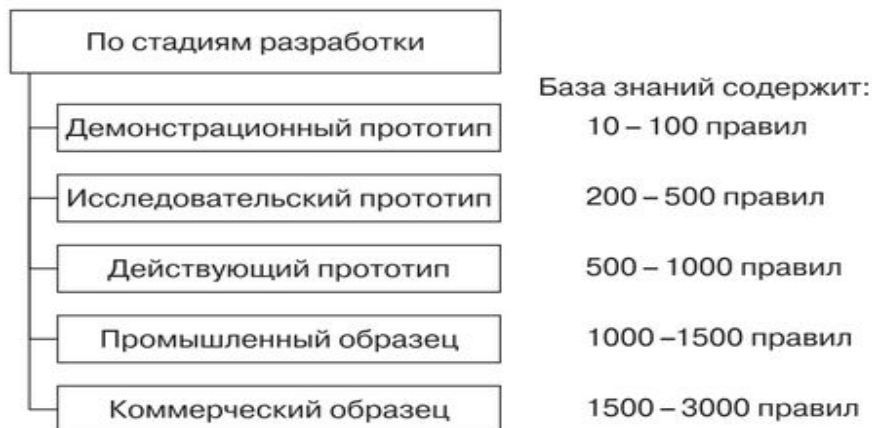 По стадиям разработки
База знаний содержит:
Демонстрационный прототип
10 – 100 правил
Исследовательский прототип
200 – 500 правил
Действующий прототип
500 – 1000 правил
Промышленный образец
1000 –1500 правил
Коммерческий образец
1500 – 3000 правил